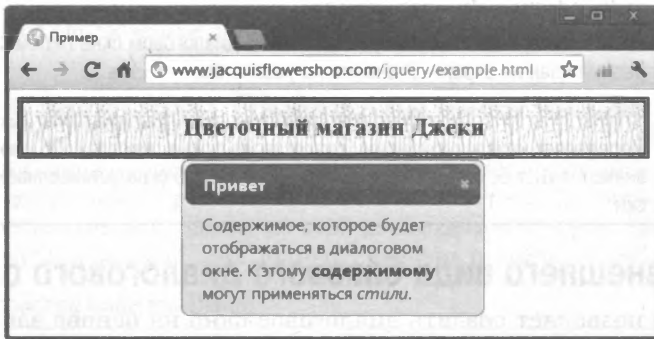 Пример
www.jacquisflowershop.com/jquery/example.html
Цветочный магазин Джеки
Привет
Содержимое, которое будет
отображаться в диалоговом
окне. К этому содержимому
могут применяться стили.